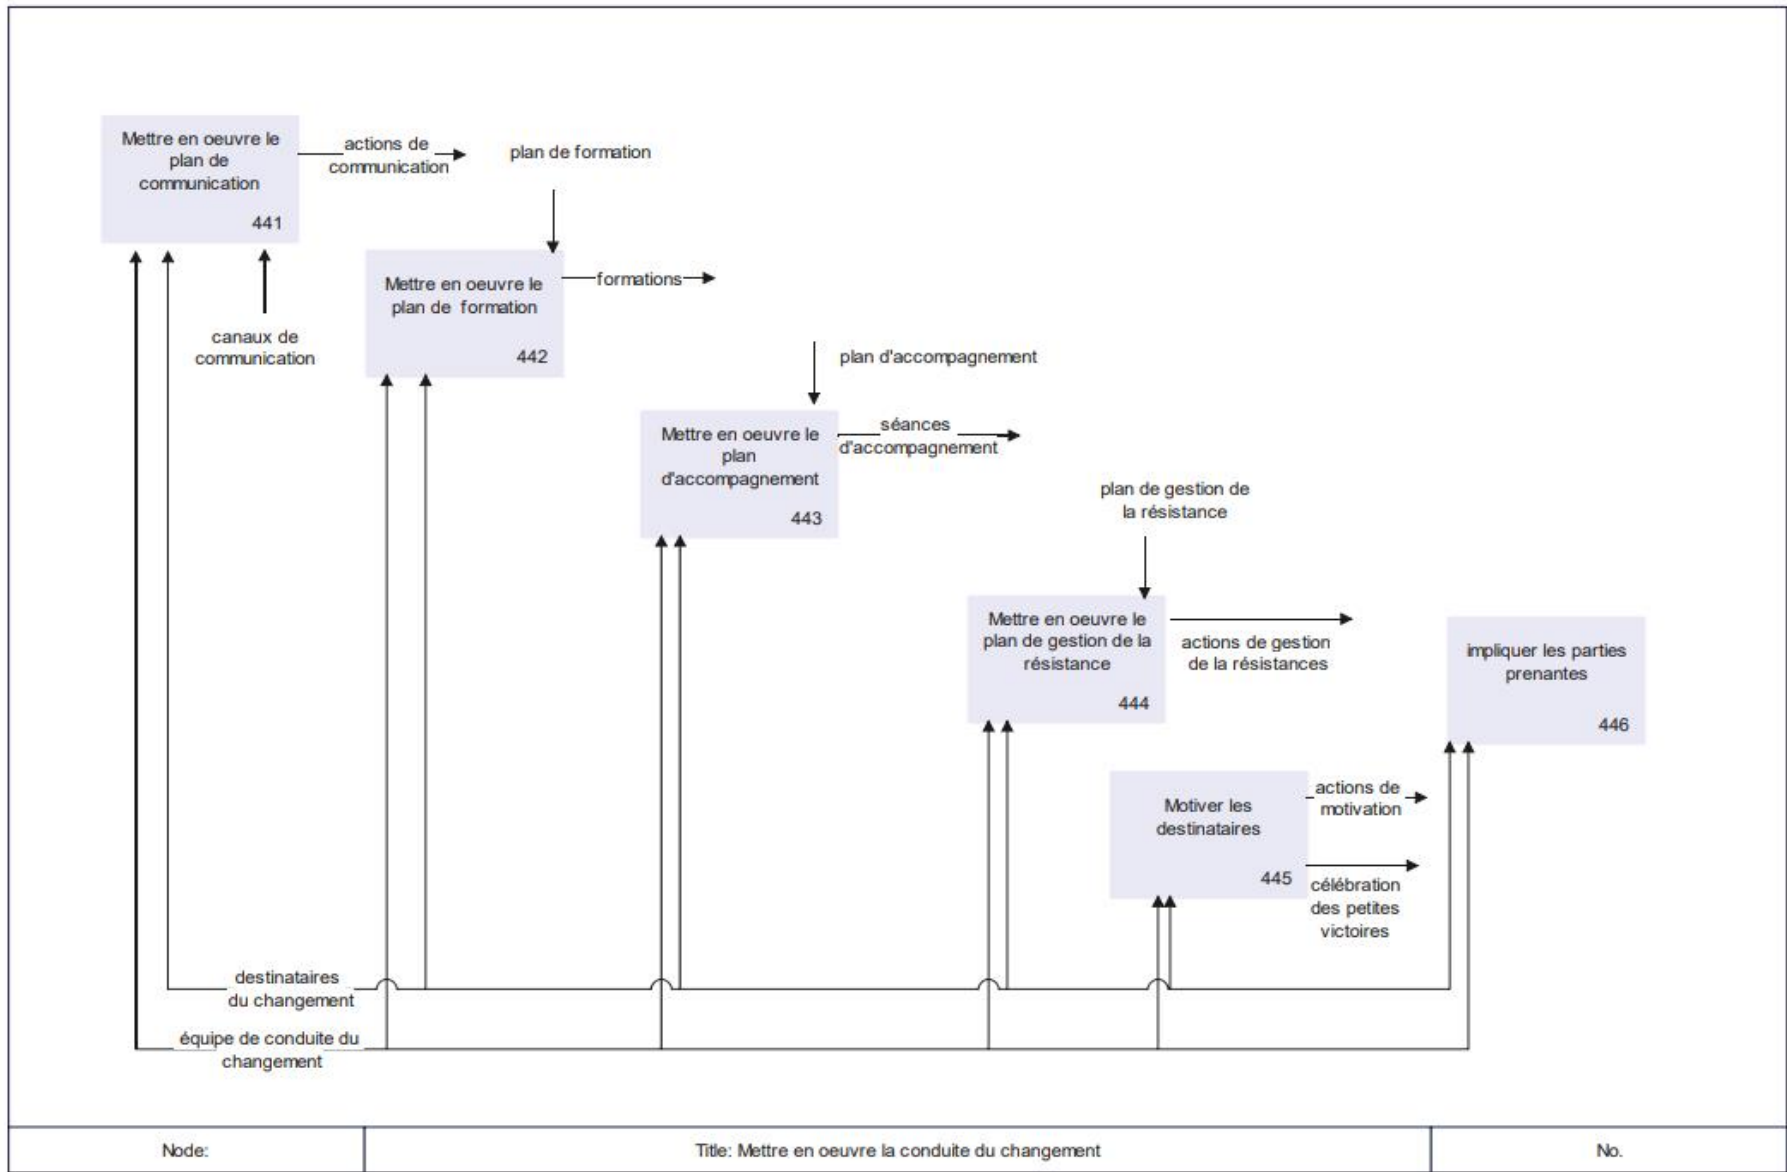 Mettre en oeuvre le
plan de
communication
441
actions de
communication
plan de formation
canaux de
communication
Mettre en oeuvre le
plan de formation
442
formations
plan d'accompagnement
Mettre en oeuvre le
plan
d'accompagnement
443
séances
d'accompagnement
plan de gestion de
la résistance
Mettre en oeuvre le
plan de gestion de la
résistance
444
actions de gestion
de la résistances
impliquer les parties
prenantes
446
Motiver les
destinataires
445
actions de
motivation
célébration
des petites
victoires
destinataires
du changement
équipe de conduite du
changement
Node:
Title: Mettre en oeuvre la conduite du changement
No.